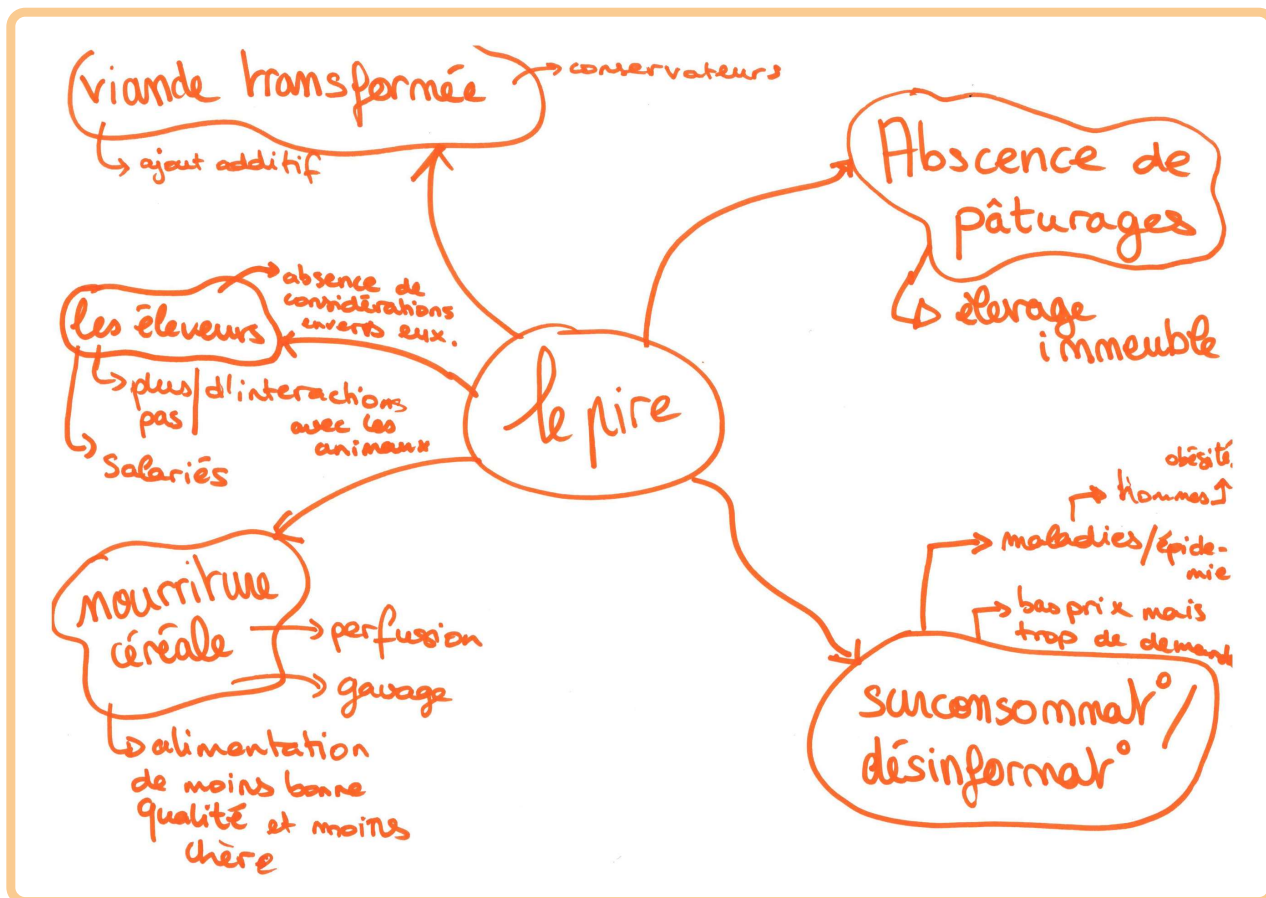 viande transformée
→ conservateurs
→ ajout additif
Abscence de
pâturages
→ élevage
immeuble
les éleveurs
→ absence de
considérations
envers eux.
→ plus/d'interactions
pas
avec les
animaux
→ Salariés
le pire
nourriture
céréale
→ perfusion
→ gavage
→ alimentation
de moins bonne
qualité et moins
chère
obésité
→ Hommes ↑
→ maladies/épidé-
mie
→ bas prix mais
trop de demand
surconsommat° /
désinformat°